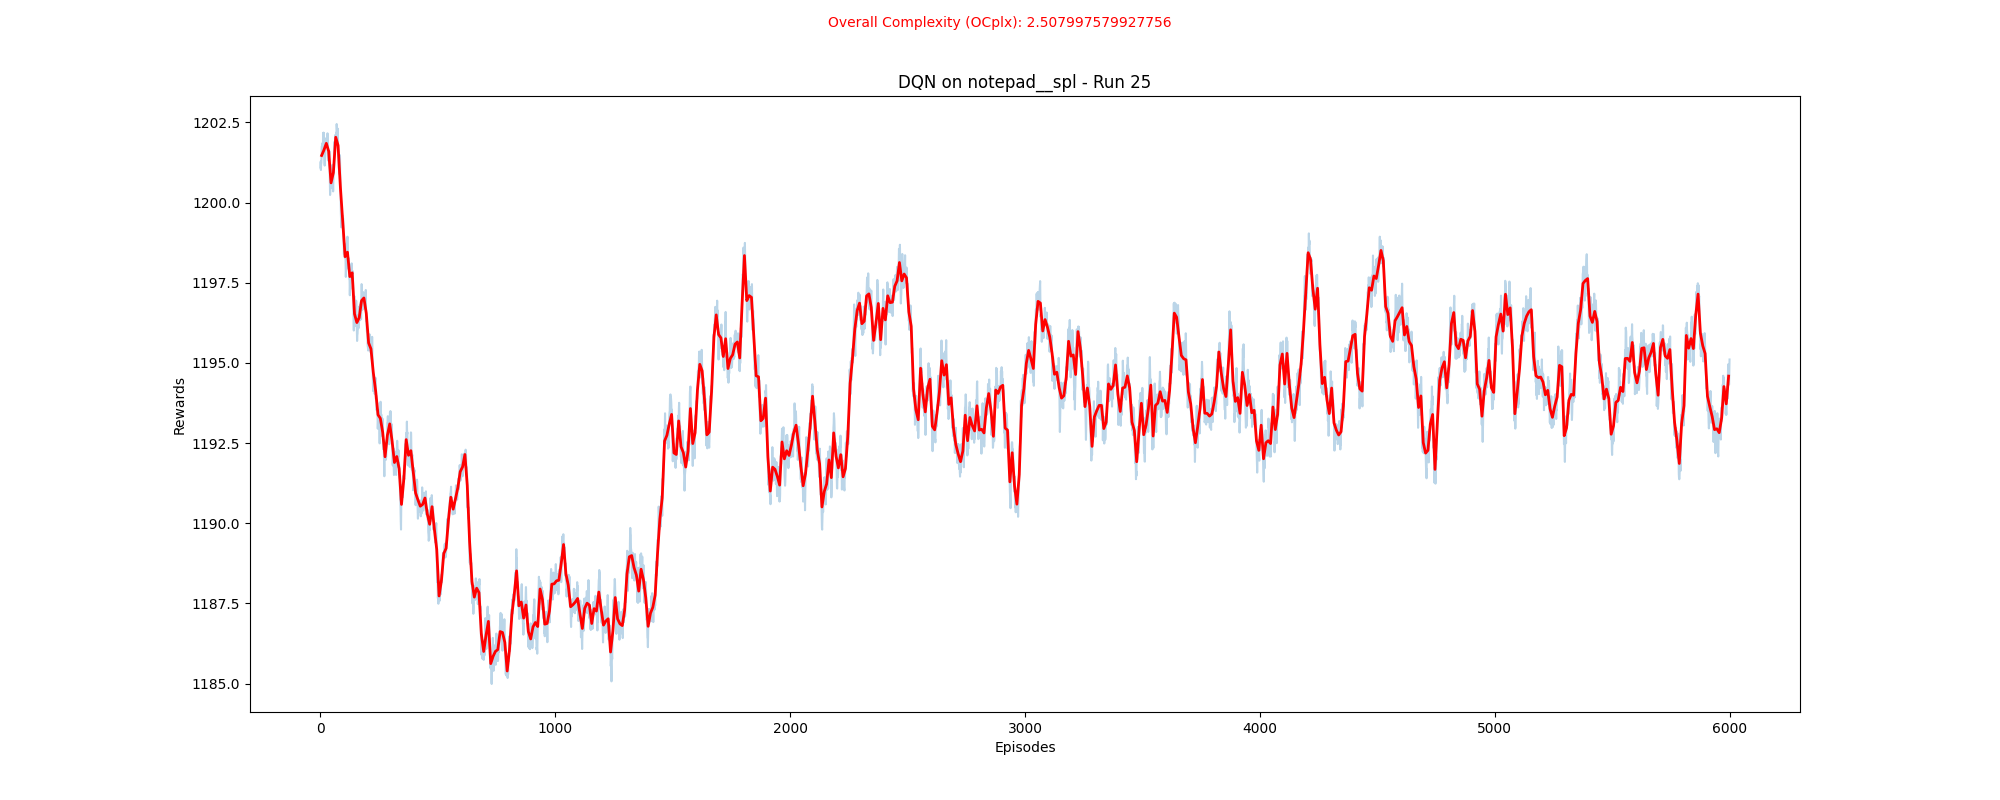 Overall Complexity (OCplx): 2.507997579927756
DQN on notepad__spl - Run 25
1202.5
1200.0
1197.5
1195.0
1192.5
1190.0
1187.5
1185.0
Rewards
0 1000 2000 3000 4000 5000 6000
Episodes